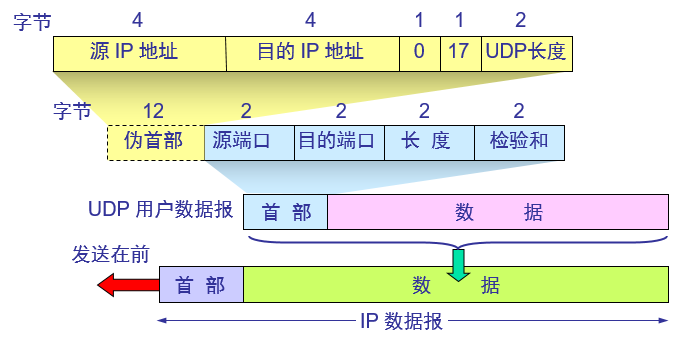 字节 4 4 1 1 2
源 IP 地址 目的 IP 地址 0 17 UDP长度
字节 12 2 2 2 2
伪首部 源端口 目的端口 长 度 检验和
UDP 用户数据报 首 部 数 据
发送在前
首 部 数 据
IP 数据报